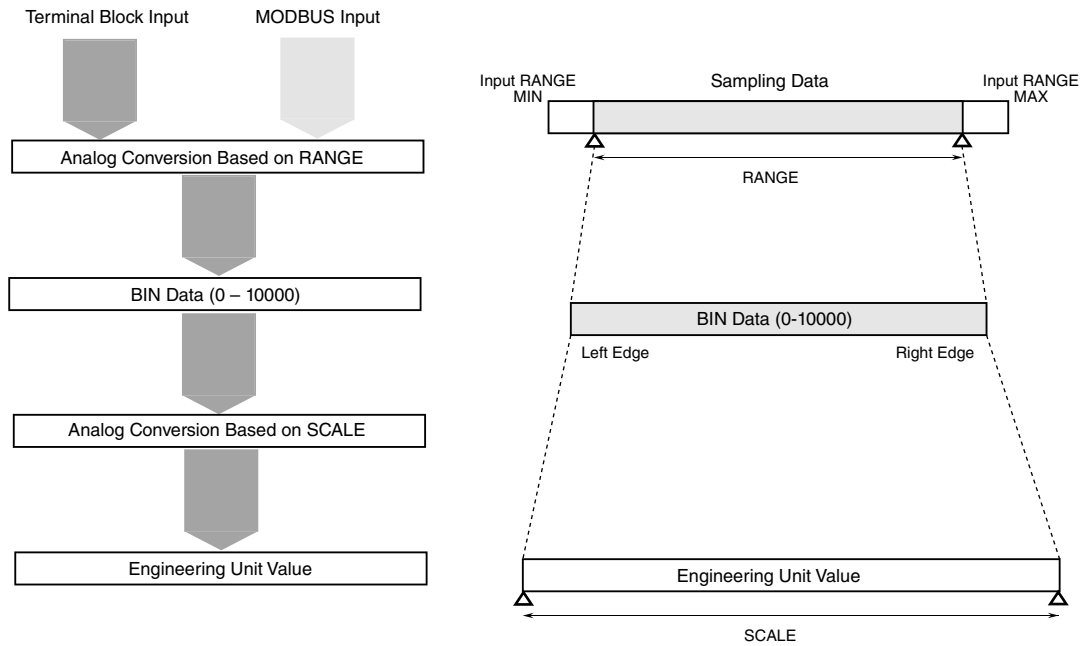 Terminal Block Input
MODBUS Input
Analog Conversion Based on RANGE
BIN Data (0 – 10000)
Analog Conversion Based on SCALE
Engineering Unit Value
Input RANGE
MIN
Sampling Data
Input RANGE
MAX
RANGE
BIN Data (0-10000)
Left Edge
Right Edge
Engineering Unit Value
SCALE